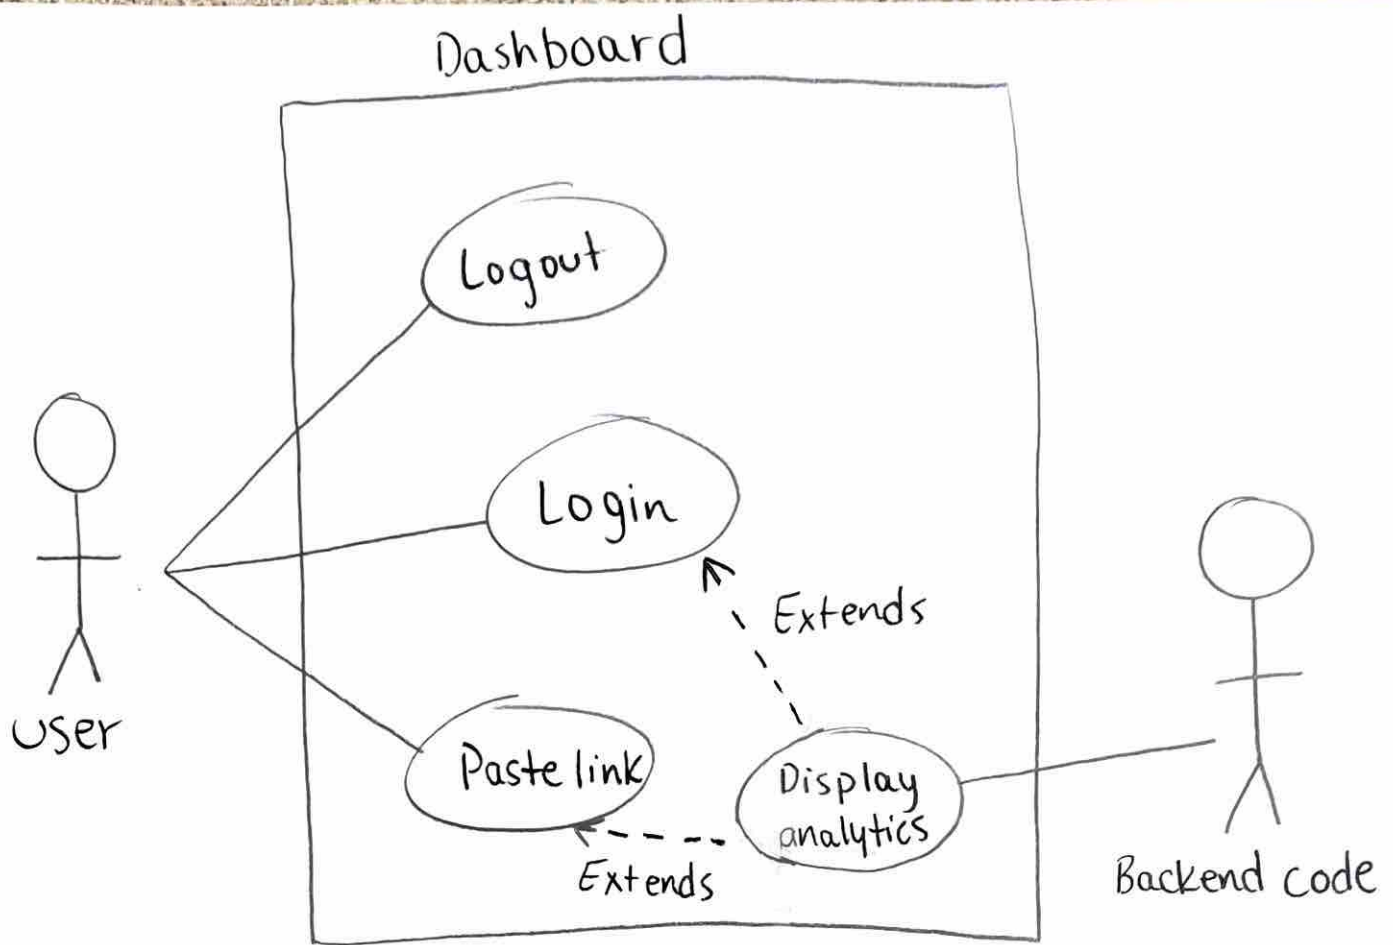 Dashboard
Logout
Login
Extends
user
Paste link
Display
analytics
Extends
Backend code